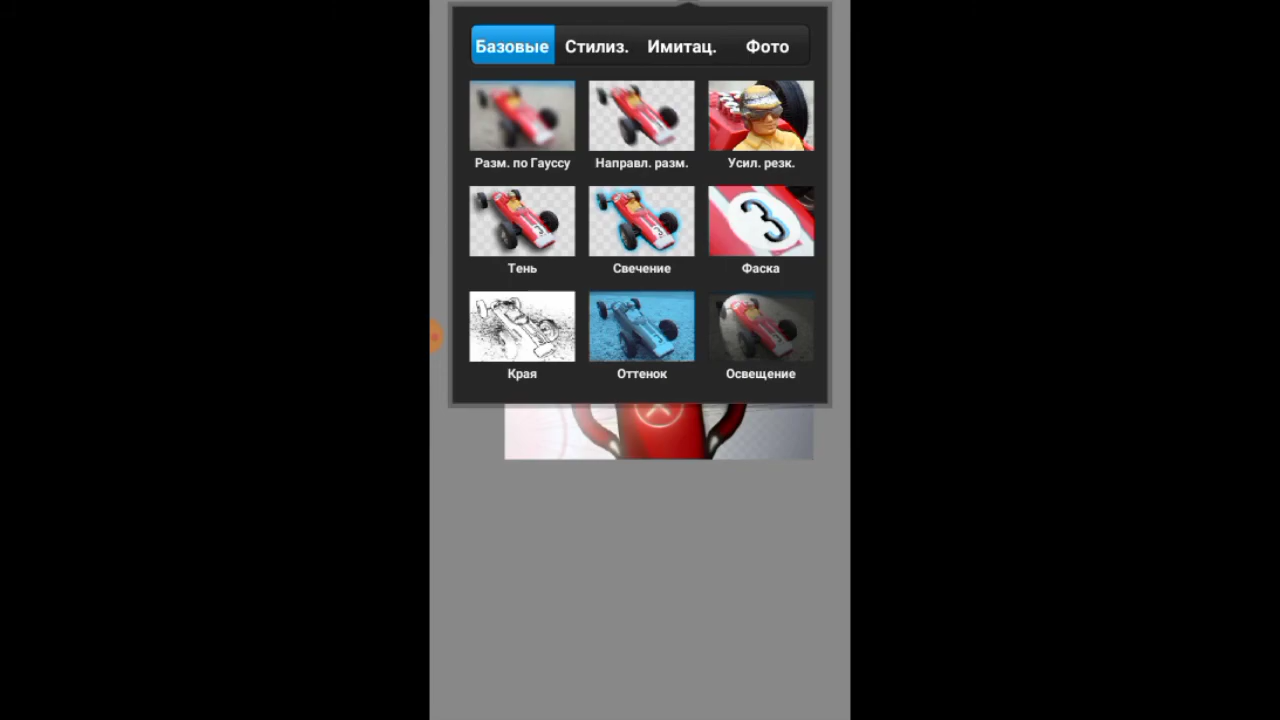 Базовые Стилиз. Имитац. Фото
Разм. по Гауссу Направл. разм. Усил. резк.
Тень Свечение Фаска
Края Оттенок Освещение